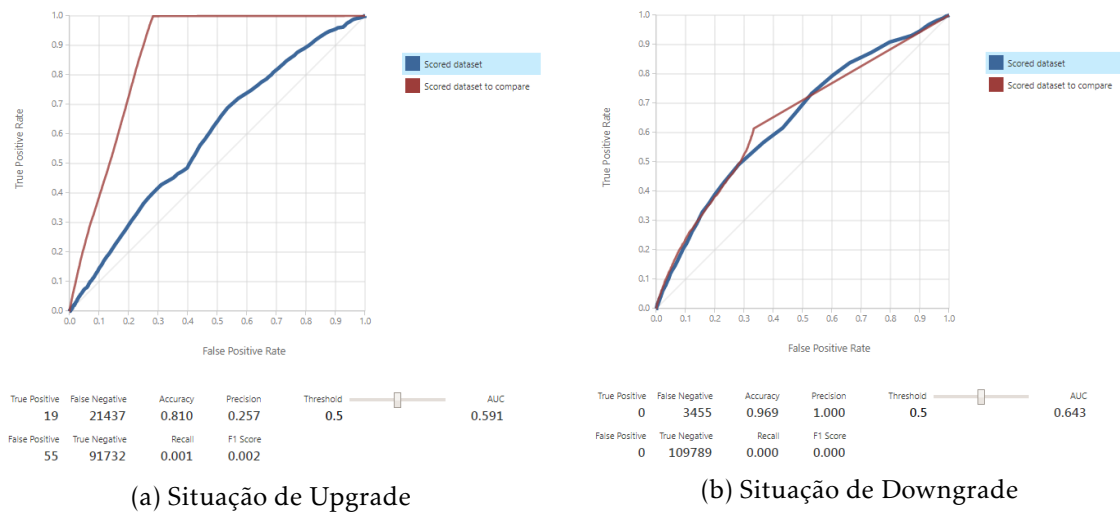 1.0
0.9
0.8
0.7
0.6
0.5
0.4
0.3
0.2
0.1
0.0
True Positive Rate
0.0 0.1 0.2 0.3 0.4 0.5 0.6 0.7 0.8 0.9 1.0
False Positive Rate
Scored dataset
Scored dataset to compare
True Positive False Negative Accuracy Precision Threshold AUC
19 21437 0.810 0.257 0.5 0.591
False Positive True Negative Recall F1 Score
55 91732 0.001 0.002
(a) Situação de Upgrade
1.0
0.9
0.8
0.7
0.6
0.5
0.4
0.3
0.2
0.1
0.0
True Positive Rate
0.0 0.1 0.2 0.3 0.4 0.5 0.6 0.7 0.8 0.9 1.0
False Positive Rate
Scored dataset
Scored dataset to compare
True Positive False Negative Accuracy Precision Threshold AUC
0 3455 0.969 1.000 0.5 0.643
False Positive True Negative Recall F1 Score
0 109789 0.000 0.000
(b) Situação de Downgrade